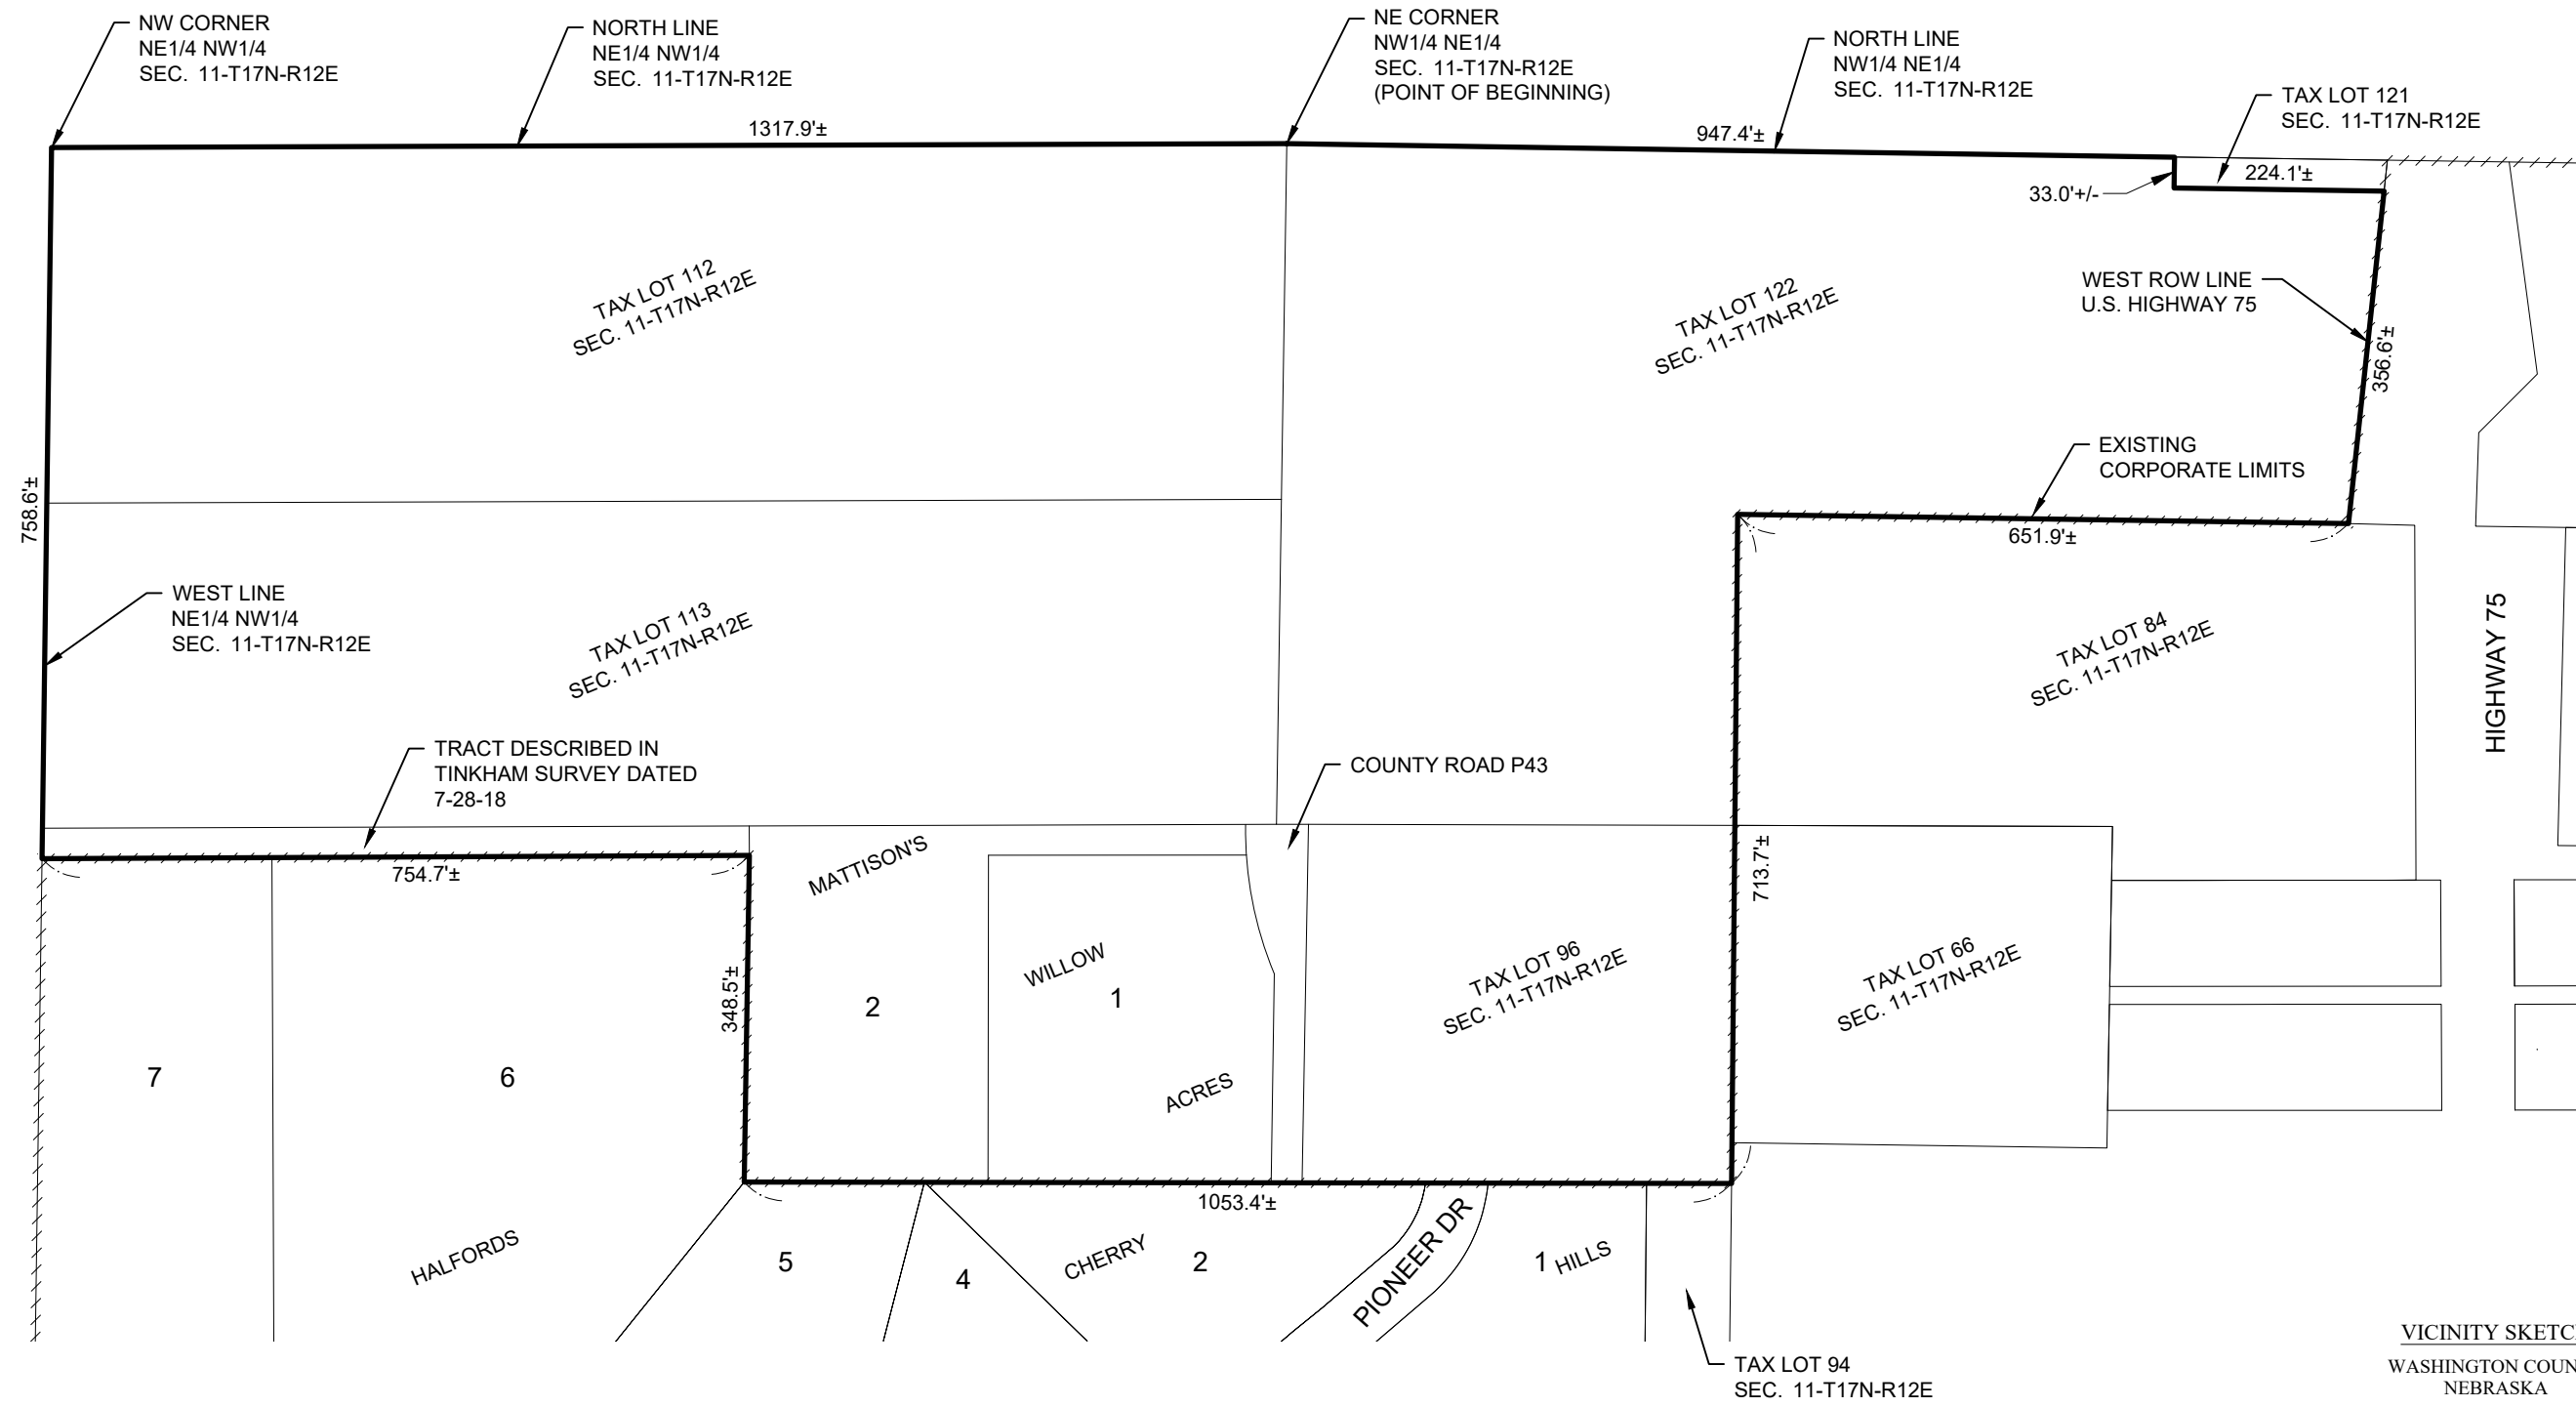 NW CORNER
NE1/4 NW1/4
SEC. 11-T17N-R12E
NORTH LINE
NE1/4 NW1/4
SEC. 11-T17N-R12E
NE CORNER
NW1/4 NE1/4
SEC. 11-T17N-R12E
(POINT OF BEGINNING)
NORTH LINE
NW1/4 NE1/4
SEC. 11-T17N-R12E
TAX LOT 121
SEC. 11-T17N-R12E
1317.9'±
947.4'±
224.1'±
33.0'+/-
TAX LOT 112
SEC. 11-T17N-R12E
TAX LOT 122
SEC. 11-T17N-R12E
WEST ROW LINE
U.S. HIGHWAY 75
356.6'±
EXISTING
CORPORATE LIMITS
651.9'±
758.6'±
WEST LINE
NE1/4 NW1/4
SEC. 11-T17N-R12E
TAX LOT 113
SEC. 11-T17N-R12E
TAX LOT 84
SEC. 11-T17N-R12E
HIGHWAY 75
TRACT DESCRIBED IN
TINKHAM SURVEY DATED
7-28-18
COUNTY ROAD P43
754.7'±
MATTISON'S
713.7'±
348.5'±
WILLOW
2
1
ACRES
TAX LOT 96
SEC. 11-T17N-R12E
TAX LOT 66
SEC. 11-T17N-R12E
7
6
1053.4'±
HALFORDS
5
4
CHERRY
2
PIONEER DR
1
HILLS
TAX LOT 94
SEC. 11-T17N-R12E
VICINITY
WASHINGTON
NEBRASKA